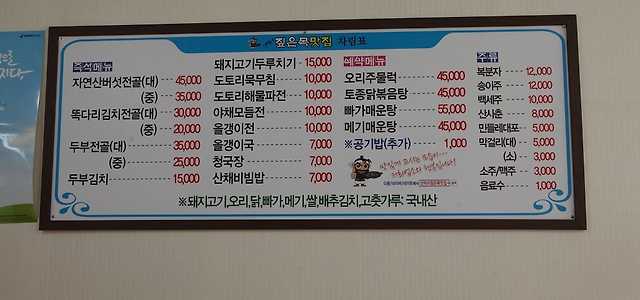 짚은목맛집 차림표
즉석메뉴
자연산버섯전골(대) 45,000
(중) 35,000
뚝다리김치전골(대) 30,000
(중) 20,000
두부전골(대) 35,000
(중) 25,000
두부김치 15,000
돼지고기두루치기 15,000
도토리묵무침 10,000
도토리해물파전 10,000
야채모듬전 10,000
올갱이전 10,000
올갱이국 7,000
청국장 7,000
산채비빔밥 7,000
예약메뉴
오리주물럭 45,000
토종닭볶음탕 45,000
빠가매운탕 55,000
메기매운탕 45,000
※공기밥(추가) 1,000
주류
복분자 12,000
송아주 12,000
백세주 10,000
산사춘 8,000
민들레대포 5,000
막걸리(대) 5,000
(소) 3,000
소주/맥주 3,000
음료수 1,000
※돼지고기,오리,닭,빠가,메기,쌀,배추김치,고춧가루: 국내산